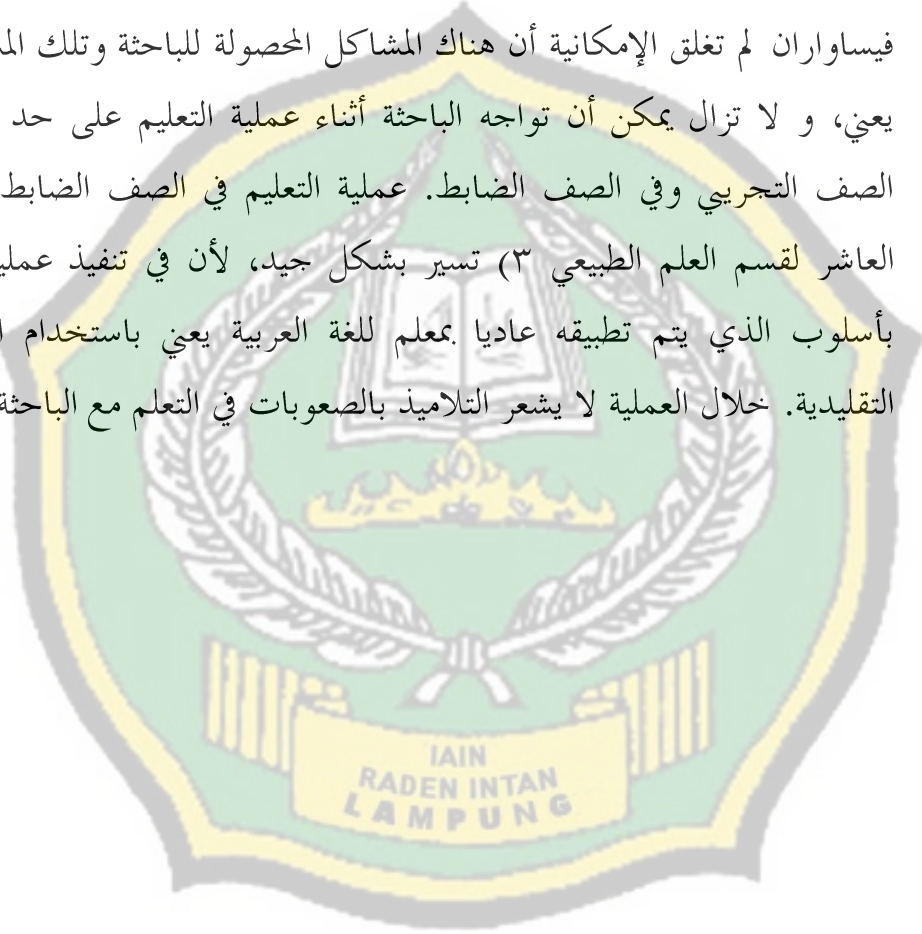 فيساواران لم تغلق الإمكانية أن هناك المشاكل المحصولة للباحثة وتلك
يعني، و لا تزال يمكن أن تواجه الباحثة أثناء عملية التعليم على حد
الصف التجريبي وفي الصف الضابط. عملية التعليم في الصف الضابط
العاشر لقسم العلم الطبيعي ٣) تسير بشكل جيد، لأن في تنفيذ
بأسلوب الذي يتم تطبيقه عاديا بمعلم للغة العربية يعني باستخدام
التقليدية. خلال العملية لا يشعر التلاميذ بالصعوبات في التعلم مع الباحثة
IAIN
RADEN INTAN
LAMPUNG